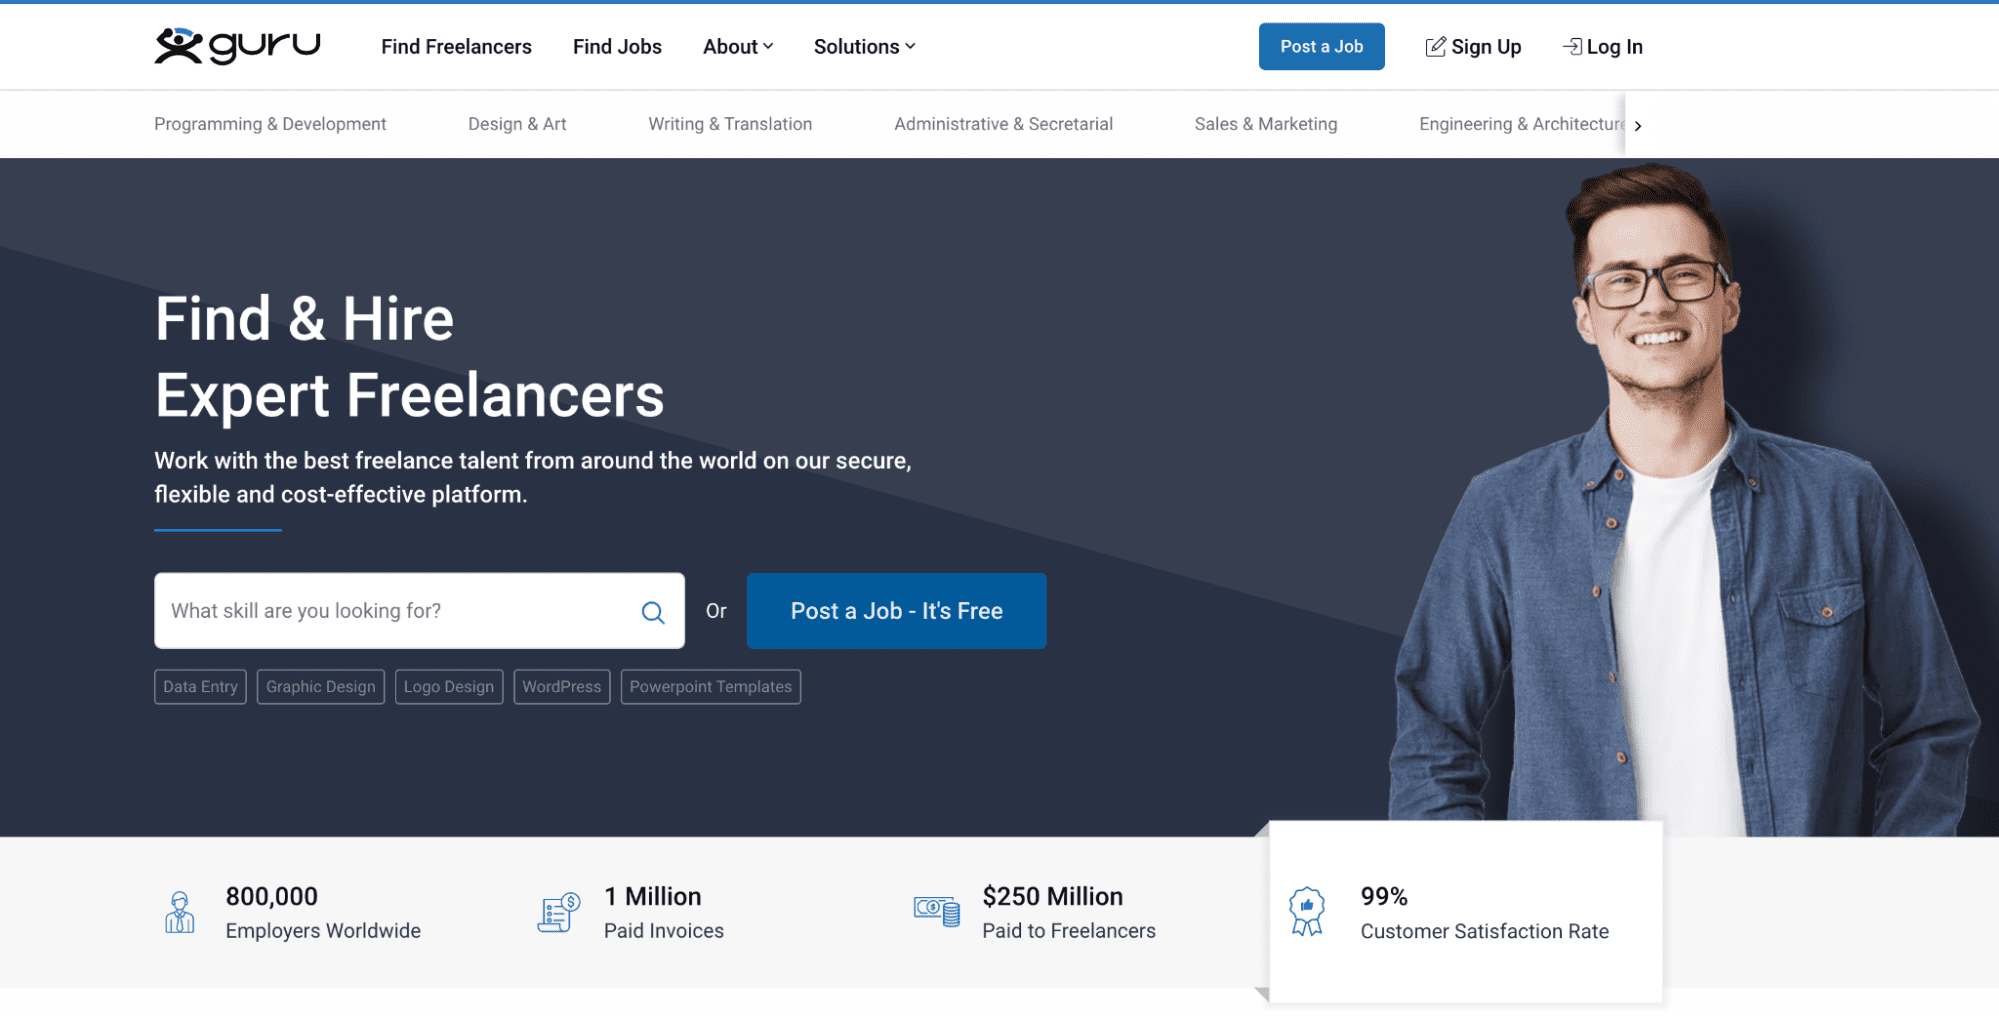 guru
Find Freelancers
Find Jobs
About
Solutions
Post a Job
Sign Up
Log In
Programming & Development
Design & Art
Writing & Translation
Administrative & Secretarial
Sales & Marketing
Engineering & Architecture
Find & Hire
Expert Freelancers
Work with the best freelance talent from around the world on our secure,
flexible and cost-effective platform.
What skill are you looking for?
Or
Post a Job - It's Free
Data Entry
Graphic Design
Logo Design
WordPress
Powerpoint Templates
800,000
Employers Worldwide
1 Million
Paid Invoices
$250 Million
Paid to Freelancers
99%
Customer Satisfaction Rate